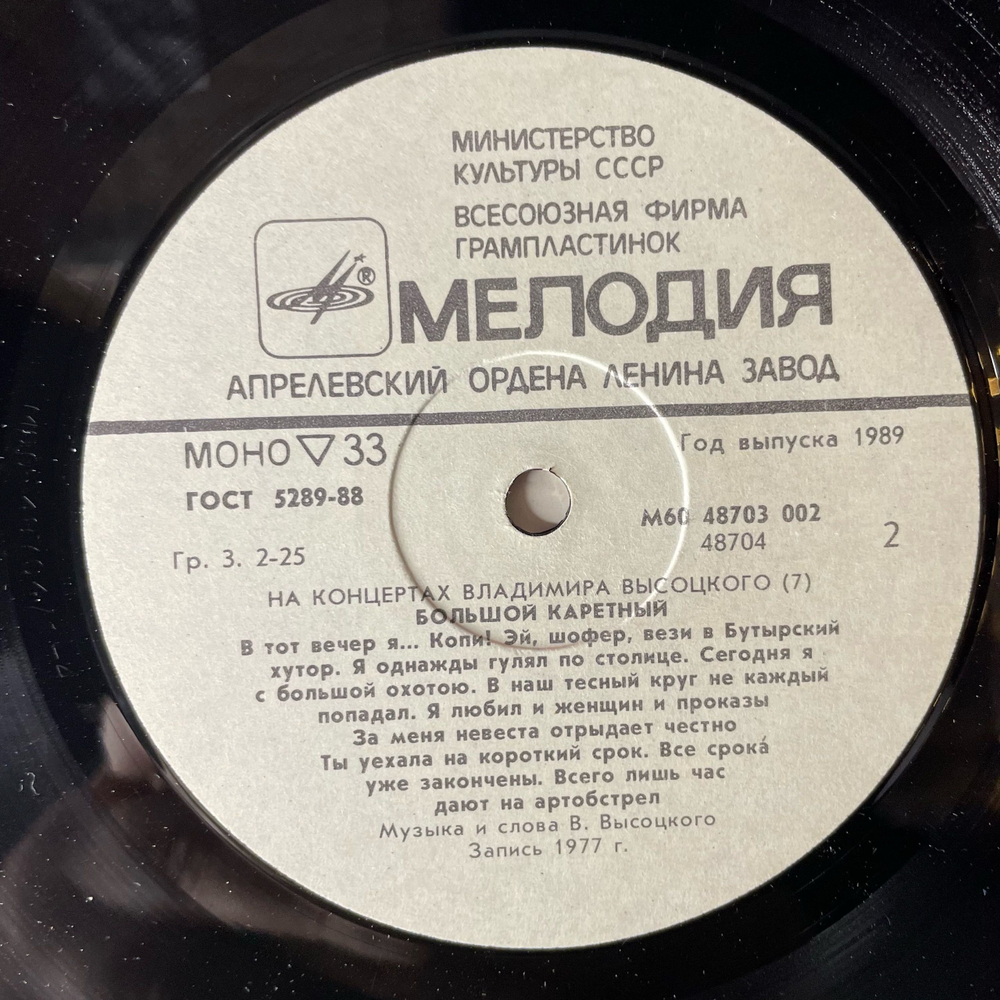 МИНИСТЕРСТВО
КУЛЬТУРЫ СССР
ВСЕСОЮЗНАЯ ФИРМА
ГРАМПЛАСТИНОК
®
МЕЛОДИЯ
АПРЕЛЕВСКИЙ ОРДЕНА ЛЕНИНА ЗАВОД
МОНО ▽ 33
Год выпуска 1989
ГОСТ 5289-88
М60 48703 002
48704
2
Гр. 3. 2-25
НА КОНЦЕРТАХ ВЛАДИМИРА ВЫСОЦКОГО (7)
БОЛЬШОЙ КАРЕТНЫЙ
В тот вечер я... Копи! Эй, шофер, вези в Бутырский
хутор. Я однажды гулял по столице. Сегодня я
с большой охотою. В наш тесный круг не каждый
попадал. Я любил и женщин и проказы
За меня невеста отрыдает честно
Ты уехала на короткий срок. Все срока́
уже закончены. Всего лишь час
дают на артобстрел
Музыка и слова В. Высоцкого
Запись 1977 г.